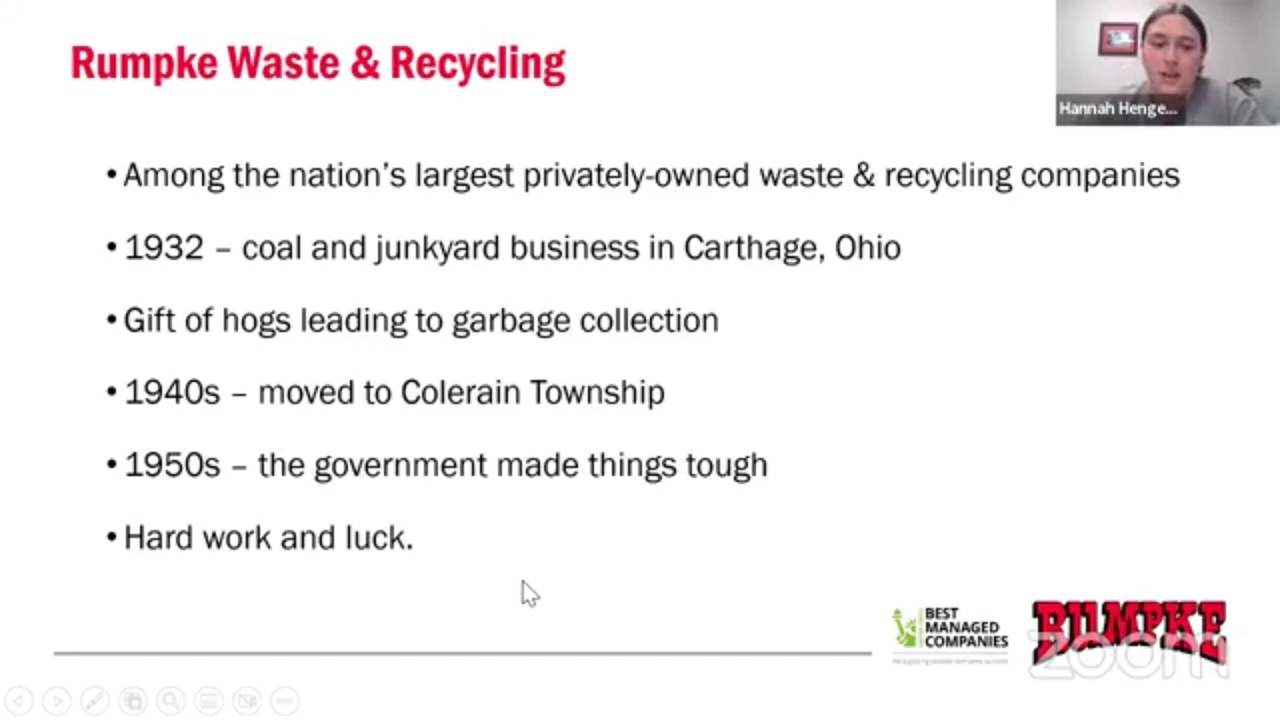 Rumpke Waste & Recycling
Hannah Henge...
• Among the nation’s largest privately-owned waste & recycling companies
• 1932 – coal and junkyard business in Carthage, Ohio
• Gift of hogs leading to garbage collection
• 1940s – moved to Colerain Township
• 1950s – the government made things tough
• Hard work and luck.
BEST
MANAGED
COMPANIES
RUMPKE
zoom